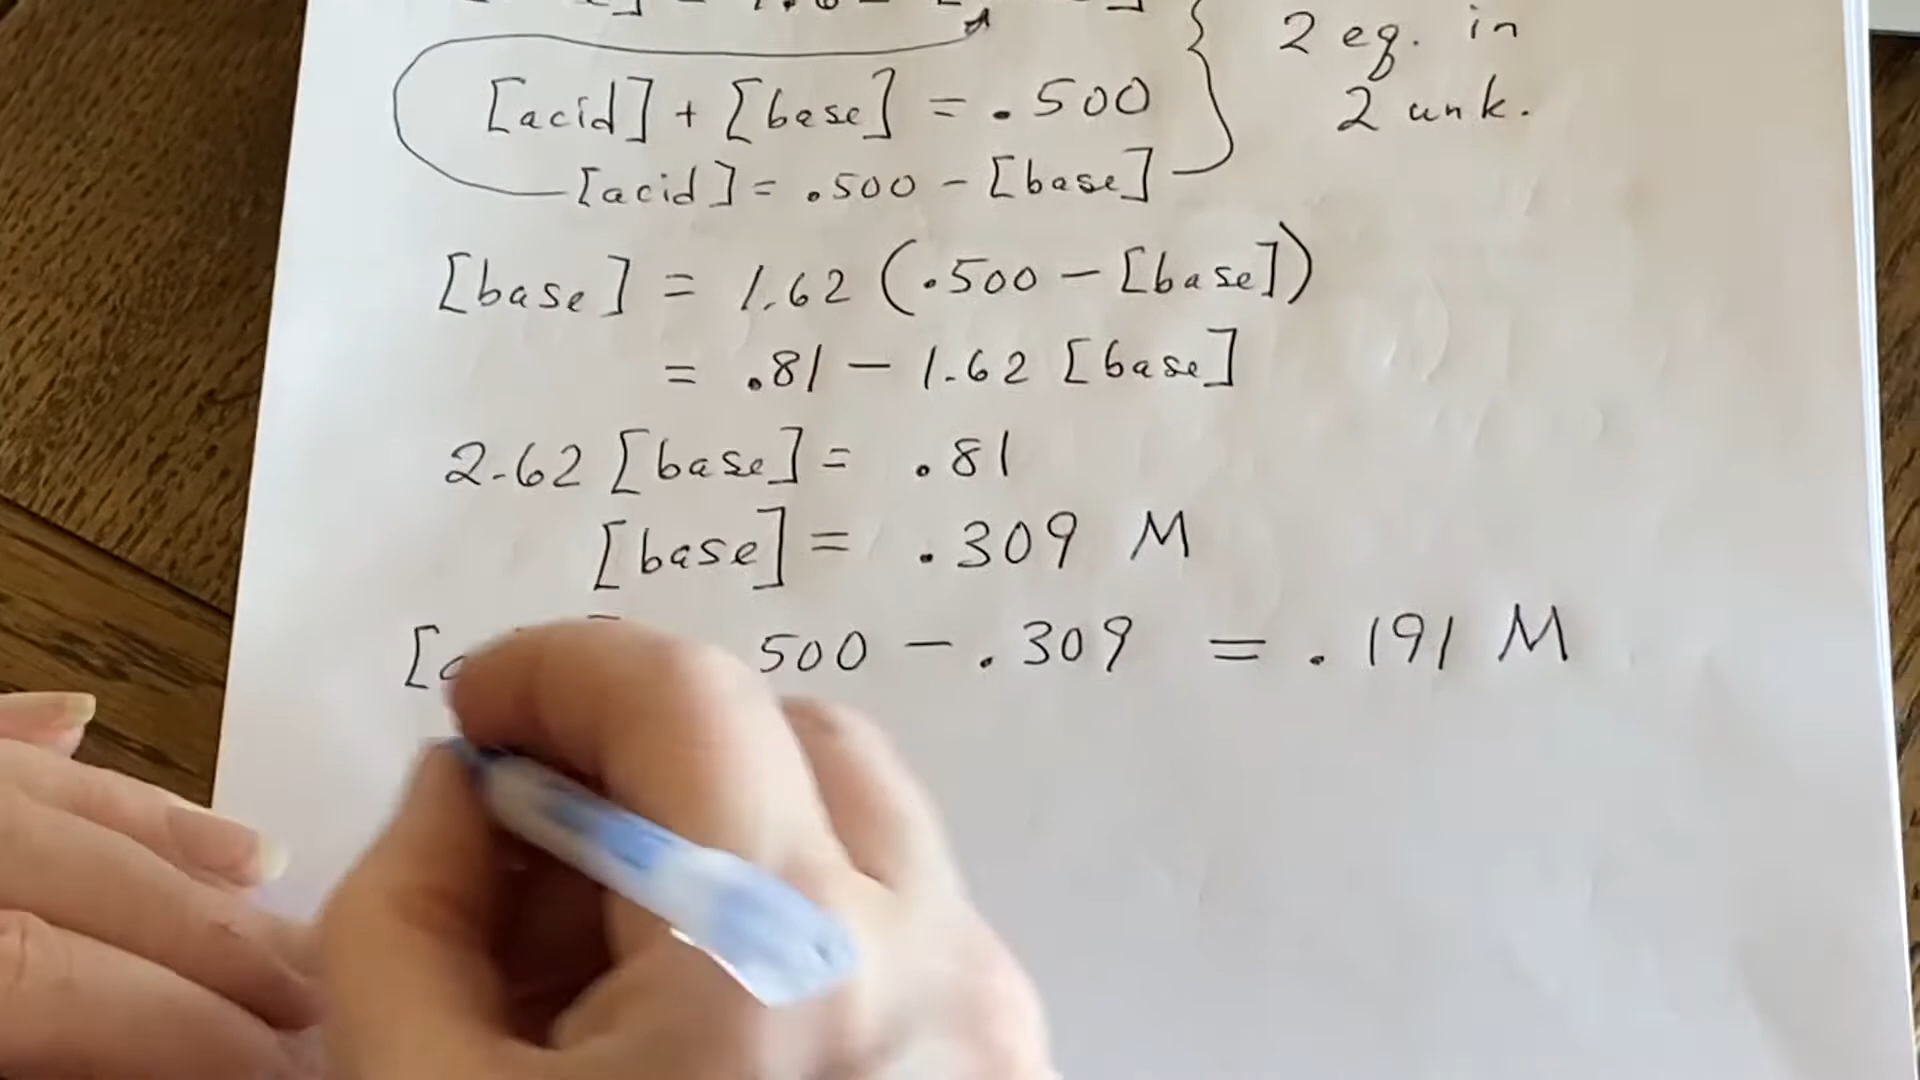 [acid] + [base] = .500
2 eq. in
2 unk.
[acid] = .500 - [base]
[base] = 1.62 (.500 - [base])
= .81 - 1.62 [base]
2.62 [base] = .81
[base] = .309 M
500 - .309 = .191 M